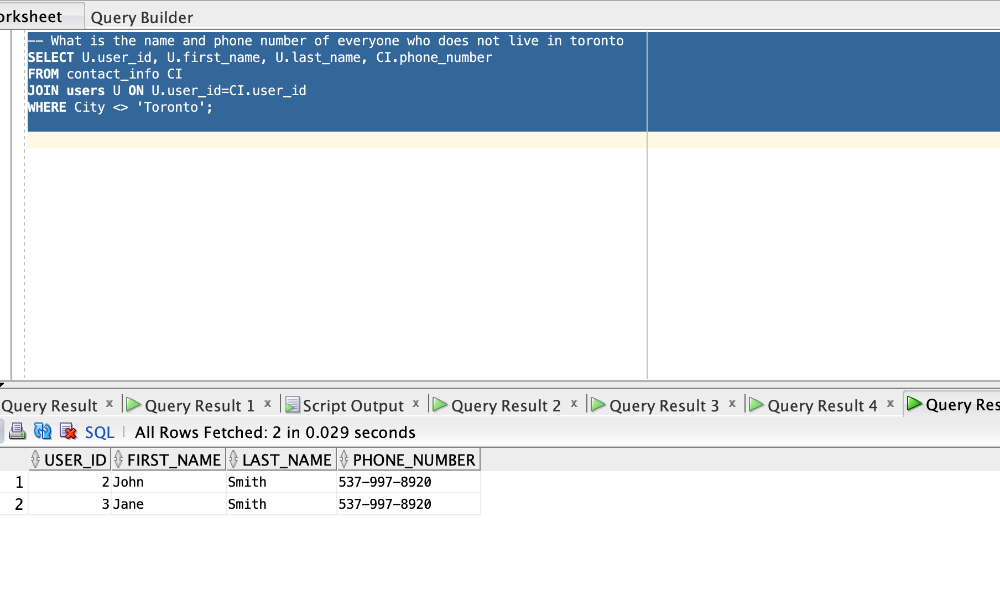 orksheet Query Builder
-- What is the name and phone number of everyone who does not live in toronto
SELECT U.user_id, U.first_name, U.last_name, CI.phone_number
FROM contact_info CI
JOIN users U ON U.user_id=CI.user_id
WHERE City <> 'Toronto';
Query Result x Query Result 1 x Script Output x Query Result 2 x Query Result 3 x Query Result 4 x Query Res
SQL | All Rows Fetched: 2 in 0.029 seconds
USER_ID FIRST_NAME LAST_NAME PHONE_NUMBER
1 2 John Smith 537-997-8920
2 3 Jane Smith 537-997-8920